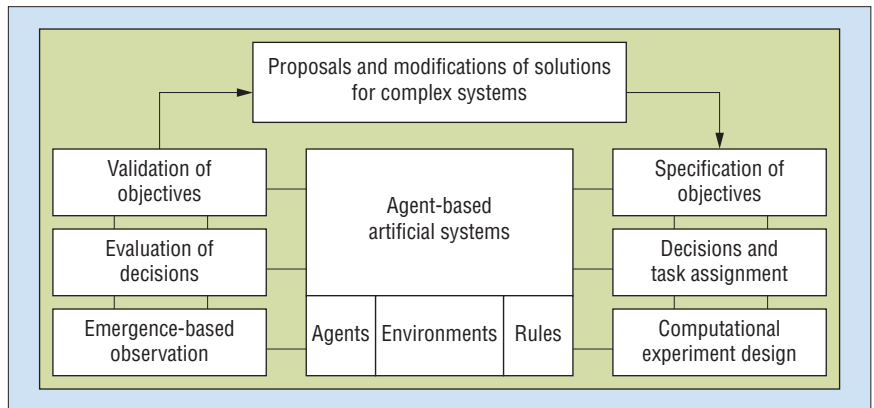 Proposals and modifications of solutions
for complex systems
Validation of
objectives
Agent-based
artificial systems
Specification of
objectives
Evaluation of
decisions
Decisions and
task assignment
Emergence-based
observation
Agents
Environments
Rules
Computational
experiment design